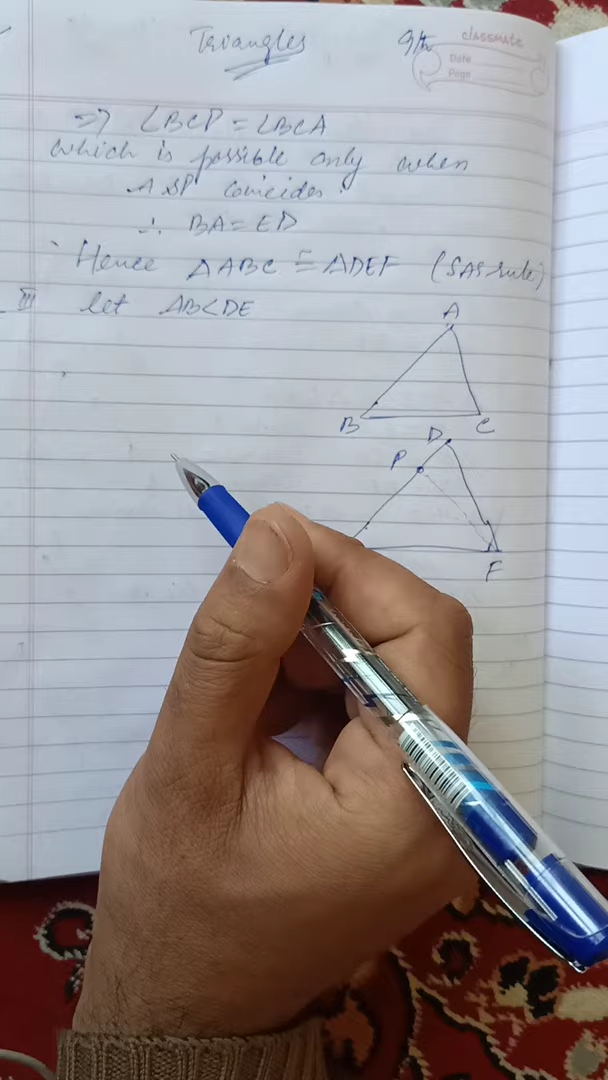 Triangles 9th
classmate
Date
Page
⇒ ∠BCP = ∠BCA
which is possible only when
A & P coincides.
∴ BA = ED
Hence ΔABC ≅ ΔDEF (SAS rule)
III let AB<DE
A
B C
D
P
F